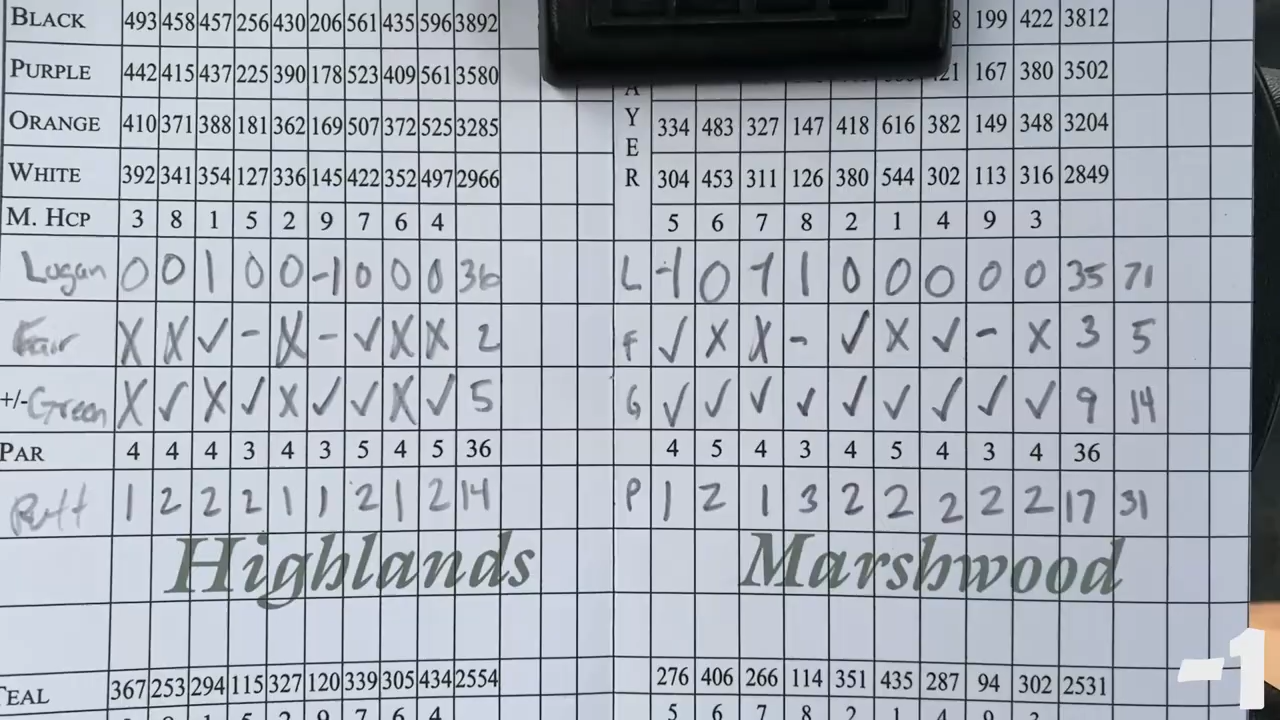 BLACK 493 458 457 256 430 206 561 435 596 3892 8 199 422 3812
PURPLE 442 415 437 225 390 178 523 409 561 3580 421 167 380 3502
ORANGE 410 371 388 181 362 169 507 372 525 3285 AYER 334 483 327 147 418 616 382 149 348 3204
WHITE 392 341 354 127 336 145 422 352 497 2966 304 453 311 126 380 544 302 113 316 2849
M. HCP 3 8 1 5 2 9 7 6 4 5 6 7 8 2 1 4 9 3
Logan 0 0 1 0 0 -1 0 0 0 36 L -1 0 -1 1 0 0 0 0 0 35 71
Fair X X ✓ - X - ✓ X X 2 F ✓ X X - ✓ X ✓ - X 3 5
+/- Green X ✓ X ✓ X ✓ ✓ X ✓ 5 G ✓ ✓ ✓ ✓ ✓ ✓ ✓ ✓ ✓ 9 14
PAR 4 4 4 3 4 3 5 4 5 36 4 5 4 3 4 5 4 3 4 36
Putt 1 2 2 2 1 1 2 1 2 14 P 1 2 1 3 2 2 2 2 2 17 31
Highlands Marshwood
TEAL 367 253 294 115 327 120 339 305 434 2554 276 406 266 114 351 435 287 94 302 2531
-1